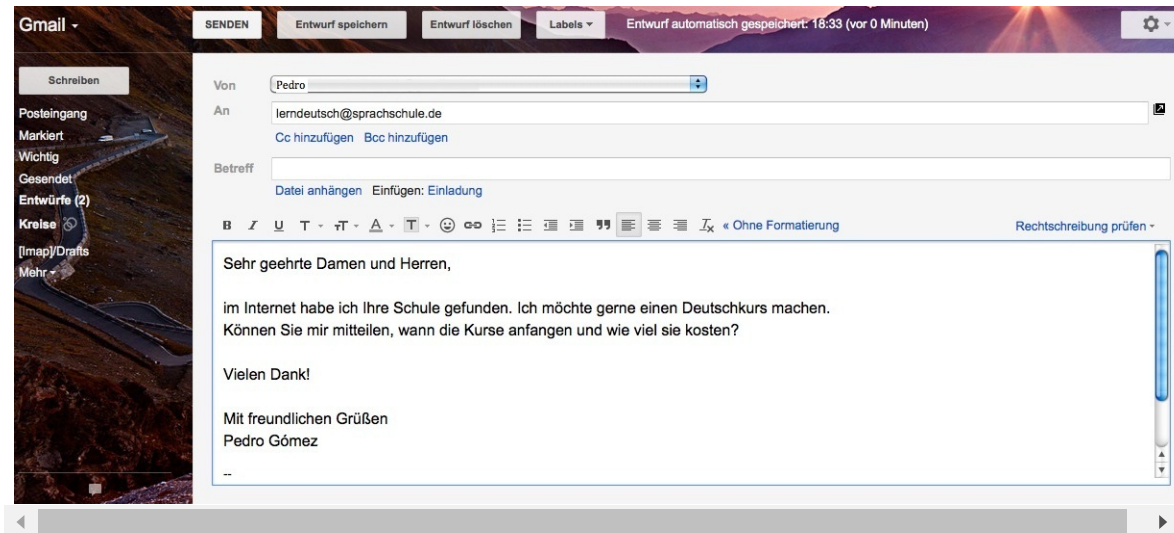 Gmail
SENDEN Entwurf speichern Entwurf löschen Labels Entwurf automatisch gespeichert: 18:33 (vor 0 Minuten)
Schreiben
Posteingang
Markiert
Wichtig
Gesendet
Entwürfe (2)
Kreise
[Imap]/Drafts
Mehr
Von Pedro
An lerndeutsch@sprachschule.de
Cc hinzufügen Bcc hinzufügen
Betreff
Datei anhängen Einfügen: Einladung
B I U T TT A T Tx « Ohne Formatierung Rechtschreibung prüfen
Sehr geehrte Damen und Herren,
im Internet habe ich Ihre Schule gefunden. Ich möchte gerne einen Deutschkurs machen.
Können Sie mir mitteilen, wann die Kurse anfangen und wie viel sie kosten?
Vielen Dank!
Mit freundlichen Grüßen
Pedro Gómez
--